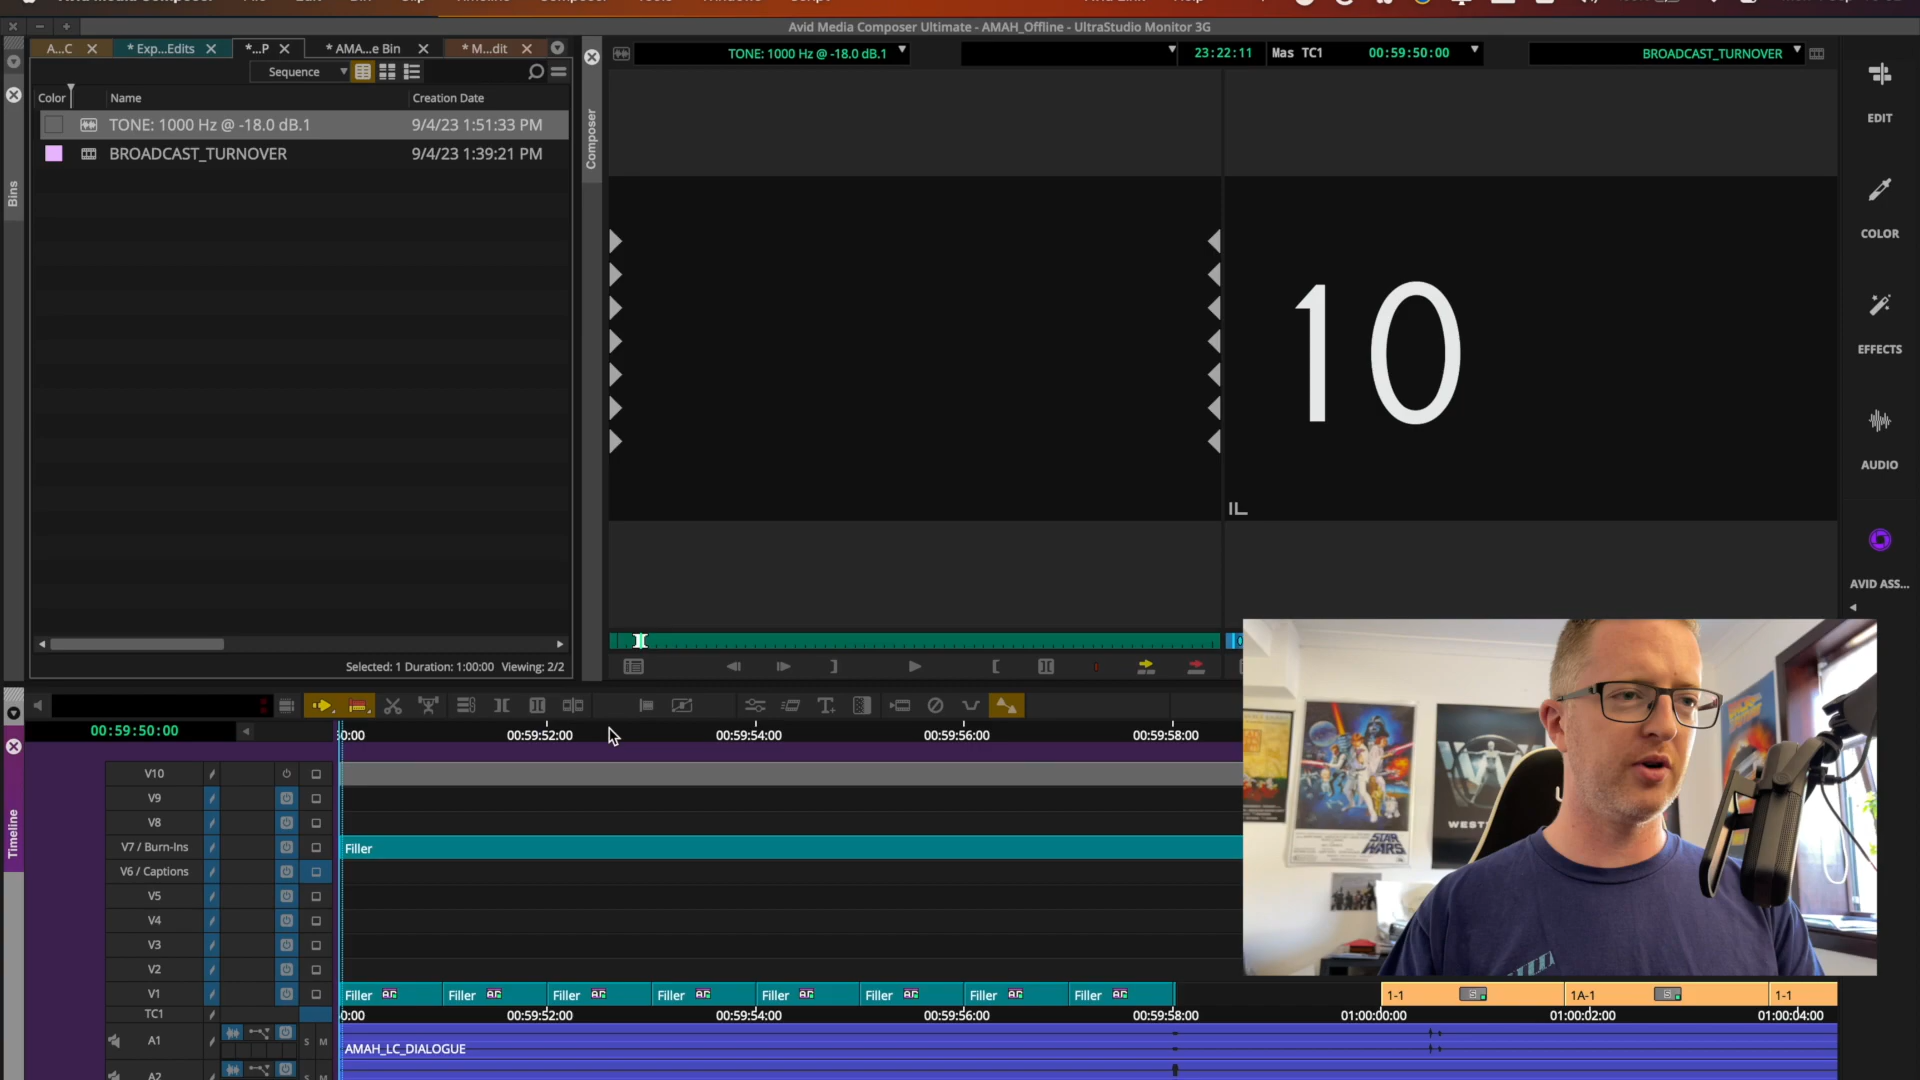 Avid Media Composer Ultimate - AMAH_Offline - UltraStudio Monitor 3G
A...C
* Exp...Edits
*...P
* AMA...e Bin
* M...dit
TONE: 1000 Hz @ -18.0 dB.1
23:22:11
Mas TC1
00:59:50:00
BROADCAST_TURNOVER
Sequence
Color
Name
Creation Date
TONE: 1000 Hz @ -18.0 dB.1
9/4/23 1:51:33 PM
BROADCAST_TURNOVER
9/4/23 1:39:21 PM
Bins
Composer
10
EDIT
COLOR
EFFECTS
AUDIO
AVID ASS...
Selected: 1 Duration: 1:00:00 Viewing: 2/2
00:59:50:00
0:00
00:59:52:00
00:59:54:00
00:59:56:00
00:59:58:00
Timeline
V10
V9
V8
V7 / Burn-Ins
Filler
V6 / Captions
V5
V4
V3
V2
V1
Filler
Filler
Filler
Filler
Filler
Filler
Filler
Filler
1-1
1A-1
1-1
TC1
0:00
00:59:52:00
00:59:54:00
00:59:56:00
00:59:58:00
01:00:00:00
01:00:02:00
01:00:04:00
A1
S M
AMAH_LC_DIALOGUE
A2
STAR WARS
WEST